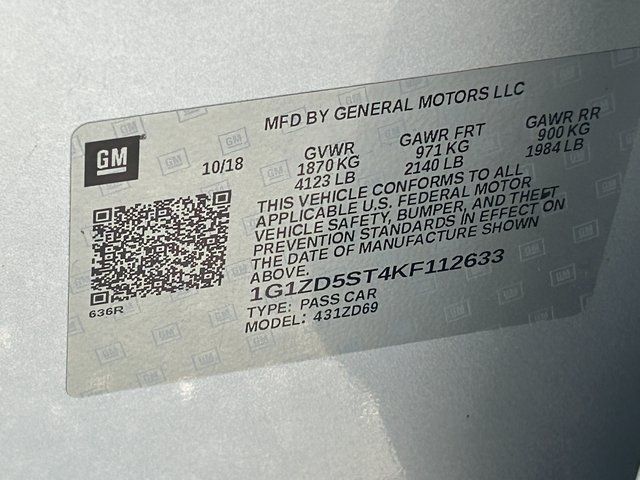 MFD BY GENERAL MOTORS LLC
GM
10/18
GVWR
1870 KG
4123 LB
GAWR FRT
971 KG
2140 LB
GAWR RR
900 KG
1984 LB
THIS VEHICLE CONFORMS TO ALL
APPLICABLE U.S. FEDERAL MOTOR
VEHICLE SAFETY, BUMPER, AND THEFT
PREVENTION STANDARDS IN EFFECT ON
THE DATE OF MANUFACTURE SHOWN
ABOVE.
1G1ZD5ST4KF112633
TYPE: PASS CAR
MODEL: 431ZD69
636R